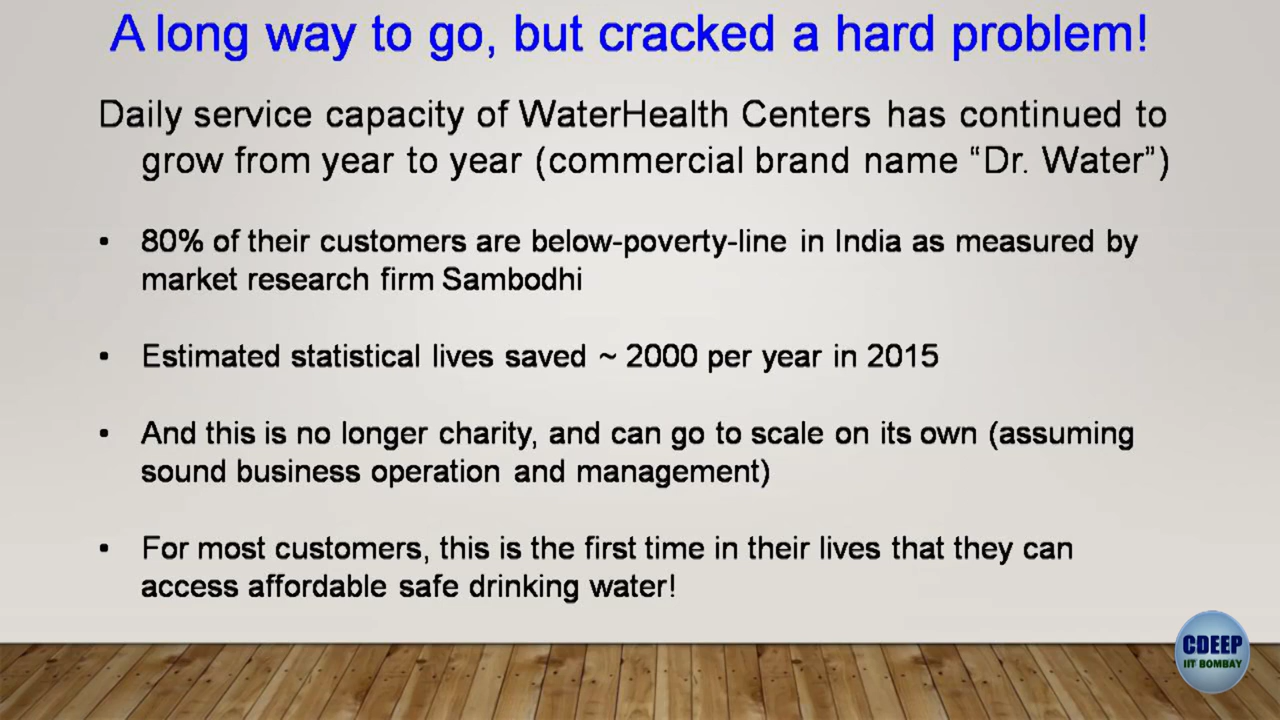 A long way to go, but cracked a hard problem!
Daily service capacity of WaterHealth Centers has continued to
grow from year to year (commercial brand name “Dr. Water”)
• 80% of their customers are below-poverty-line in India as measured by
market research firm Sambodhi
• Estimated statistical lives saved ~ 2000 per year in 2015
• And this is no longer charity, and can go to scale on its own (assuming
sound business operation and management)
• For most customers, this is the first time in their lives that they can
access affordable safe drinking water!
CDEEP
IIT BOMBAY